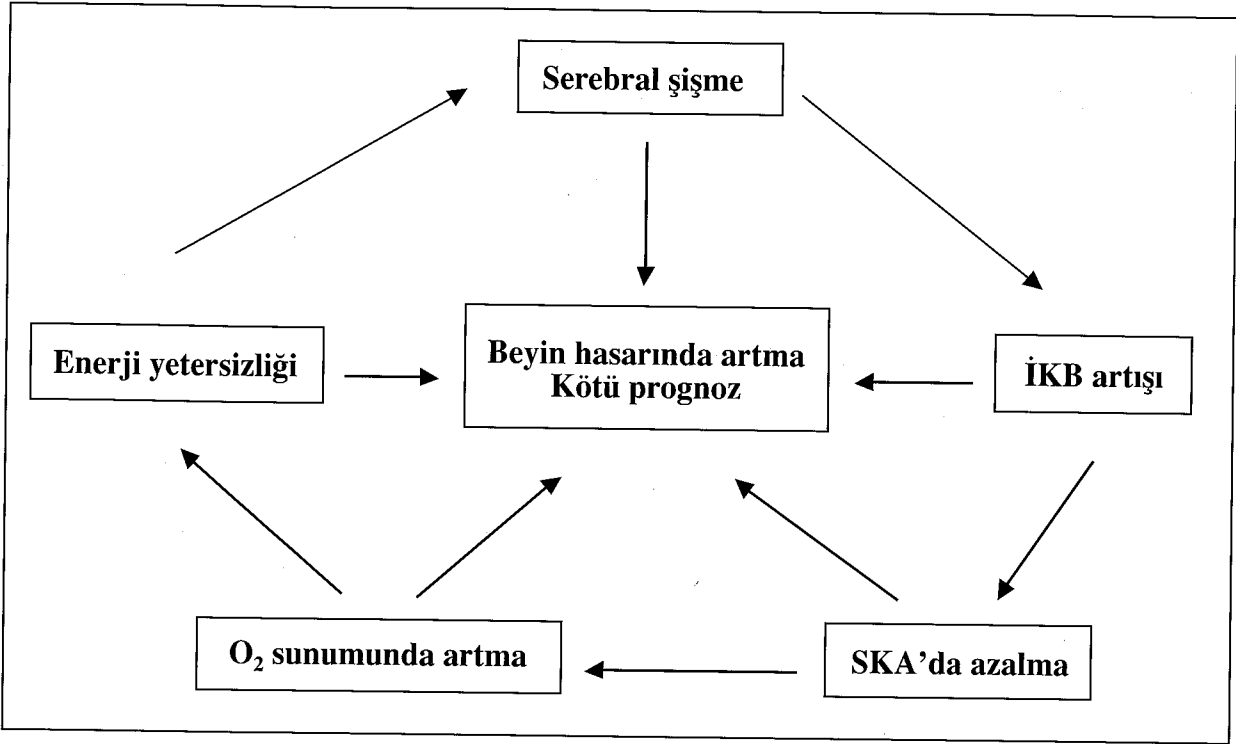 Serebral şişme
Enerji yetersizliği
Beyin hasarında artma
Kötü prognoz
İKB artışı
O₂ sunumunda artma
SKA'da azalma